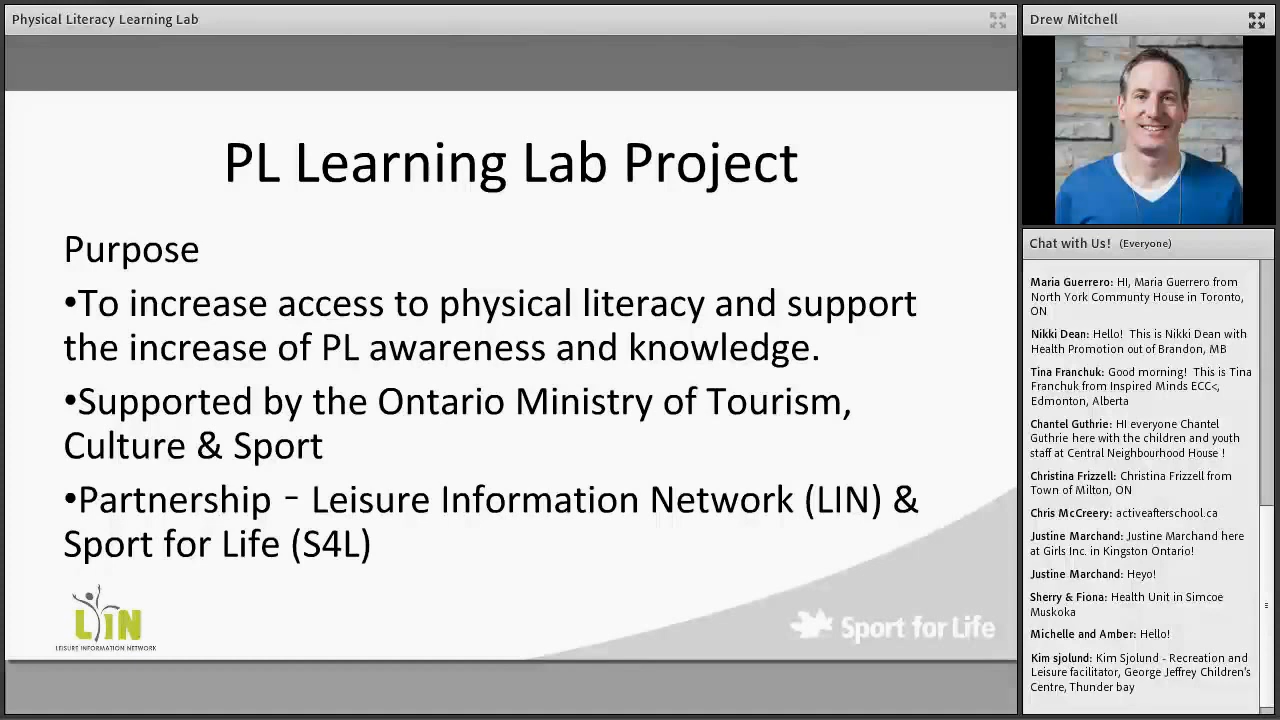 Physical Literacy Learning Lab
PL Learning Lab Project
Purpose
•To increase access to physical literacy and support
the increase of PL awareness and knowledge.
•Supported by the Ontario Ministry of Tourism,
Culture & Sport
•Partnership – Leisure Information Network (LIN) &
Sport for Life (S4L)
LIN
LEISURE INFORMATION NETWORK
Sport for Life
Drew Mitchell
Chat with Us! (Everyone)
Maria Guerrero: HI, Maria Guerrero from
North York Communty House in Toronto,
ON
Nikki Dean: Hello! This is Nikki Dean with
Health Promotion out of Brandon, MB
Tina Franchuk: Good morning! This is Tina
Franchuk from Inspired Minds ECC<,
Edmonton, Alberta
Chantel Guthrie: HI everyone Chantel
Guthrie here with the children and youth
staff at Central Neighbourhood House !
Christina Frizzell: Christina Frizzell from
Town of Milton, ON
Chris McCreery: activeafterschool.ca
Justine Marchand: Justine Marchand here
at Girls Inc. in Kingston Ontario!
Justine Marchand: Heyo!
Sherry & Fiona: Health Unit in Simcoe
Muskoka
Michelle and Amber: Hello!
Kim sjolund: Kim Sjolund - Recreation and
Leisure facilitator, George Jeffrey Children's
Centre, Thunder bay